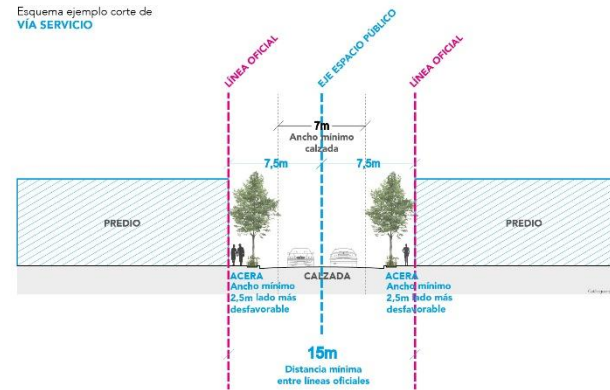 Esquema ejemplo corte de
VÍA SERVICIO
LÍNEA OFICIAL
EJE ESPACIO PÚBLICO
LÍNEA OFICIAL
7m
Ancho mínimo
calzada
7,5m
7,5m
PREDIO
PREDIO
ACERA
Ancho mínimo
2,5m lado más
desfavorable
CALZADA
ACERA
Ancho mínimo
2,5m lado más
desfavorable
15m
Distancia mínima
entre líneas oficiales